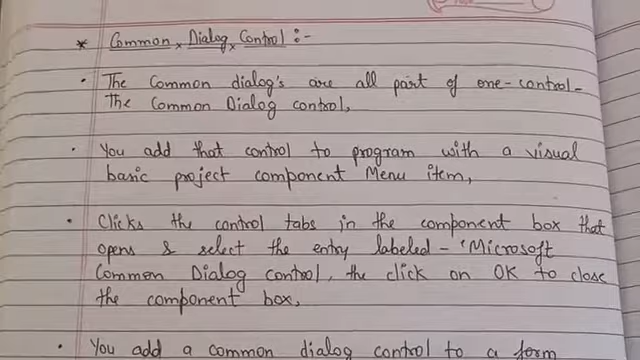 * Common Dialog Control :-
• The Common dialog's are all part of one-control-
the Common Dialog control,
• You add that control to program with a visual
basic project component Menu item,
• Clicks the control tabs in the component box that
opens & select the entry labeled - 'Microsoft
Common Dialog control, the click on OK to close
the component box,
• You add a common dialog control to a form